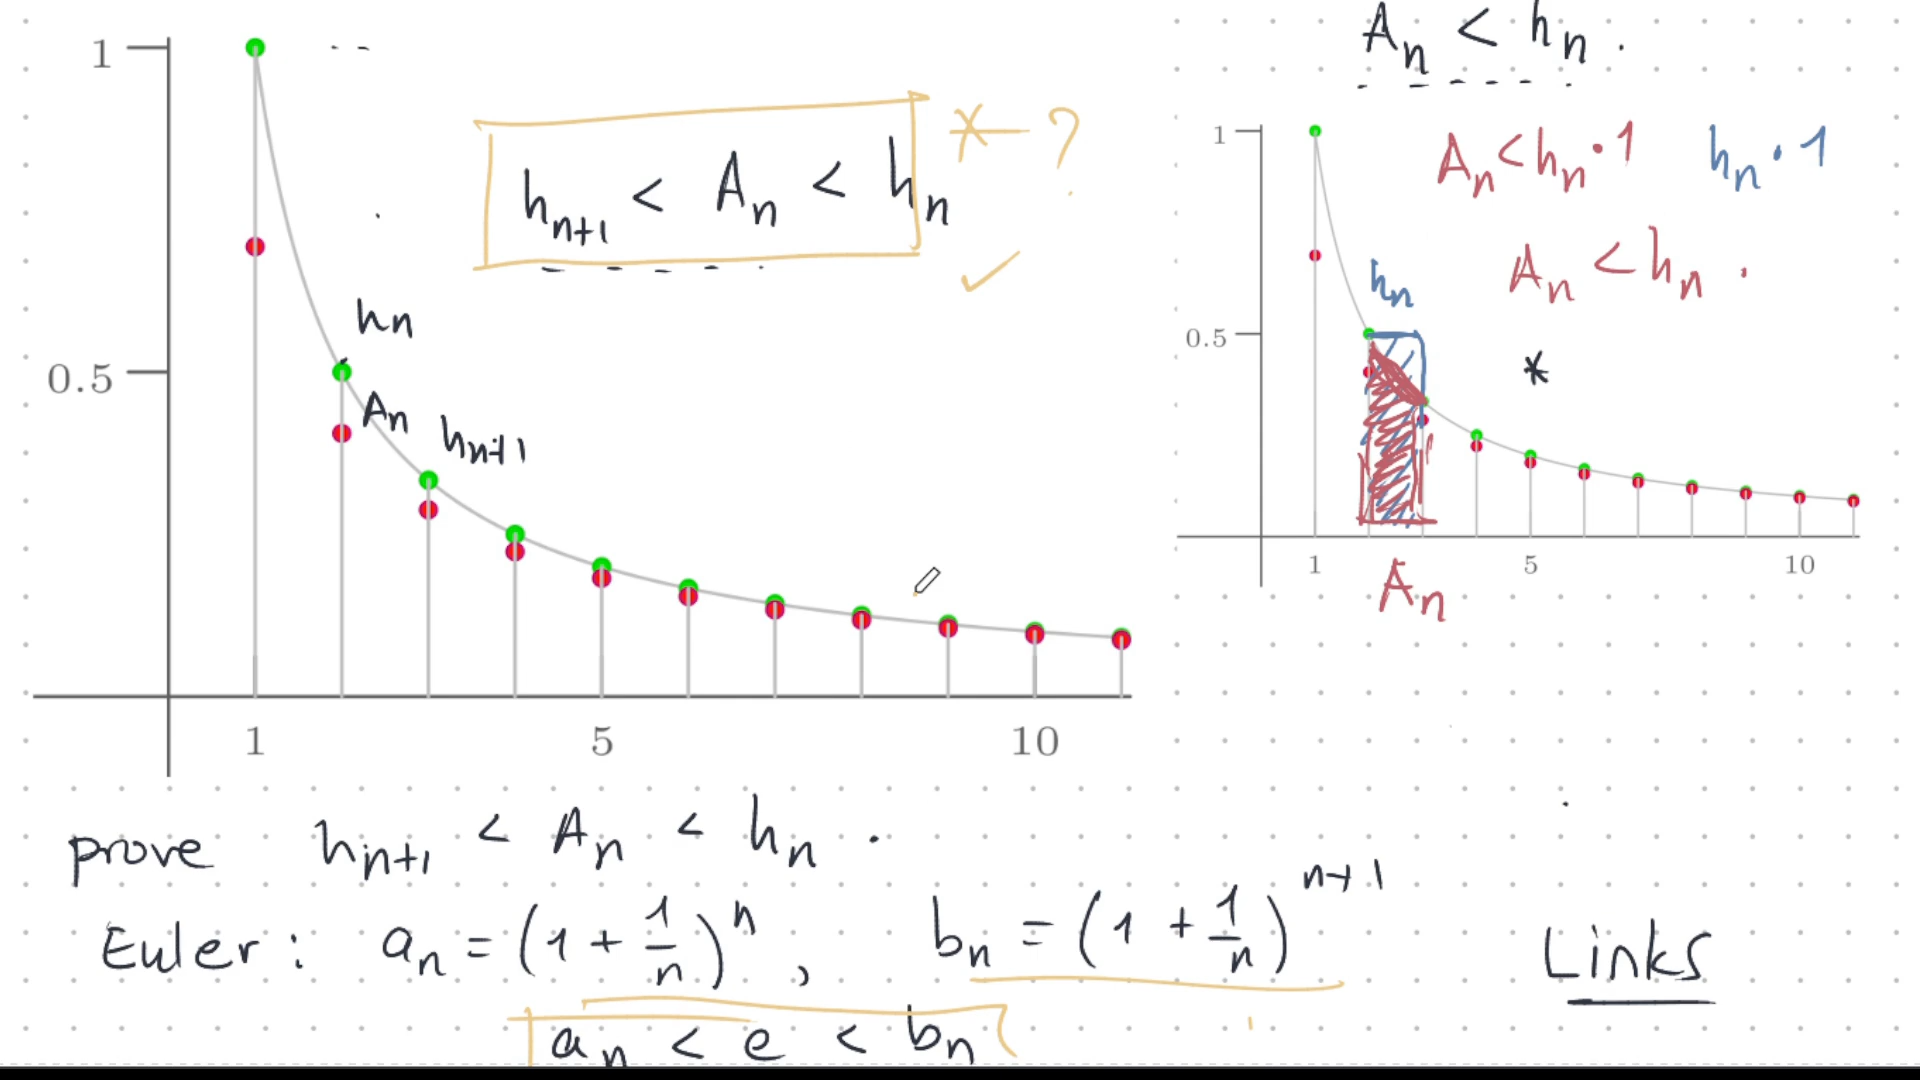 1
0.5
h_{n+1} < A_n < h_n
* ?
✓
h_n
A_n
h_{n+1}
1 5 10
A_n < h_n .
A_n < h_n · 1
h_n · 1
A_n < h_n .
1
0.5
h_n
*
1 5 10
A_n
prove h_{n+1} < A_n < h_n .
Euler : a_n = (1 + 1/n)^n , b_n = (1 + 1/n)^{n+1}
Links
a_n < e < b_n